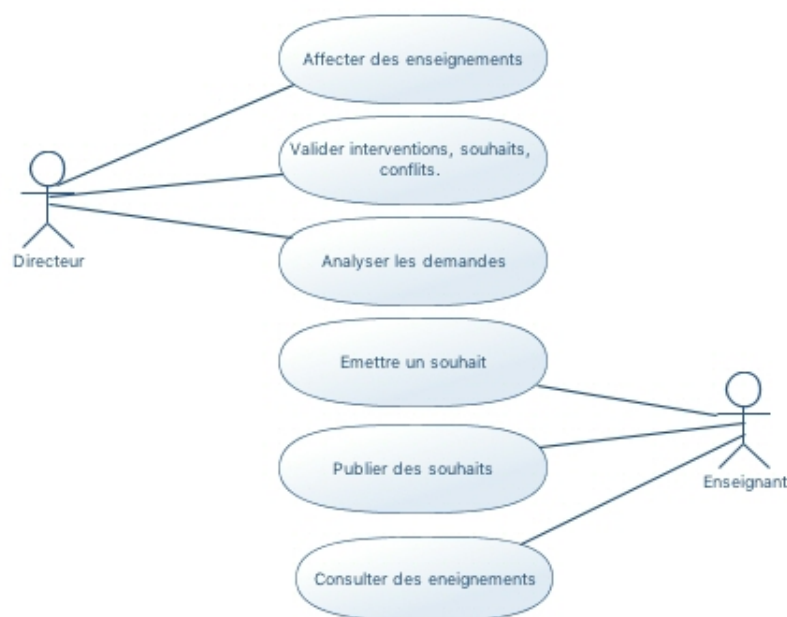 Affecter des enseignements
Valider interventions, souhaits,
conflits.
Directeur
Analyser les demandes
Emettre un souhait
Publier des souhaits
Enseignant
Consulter des eneignements